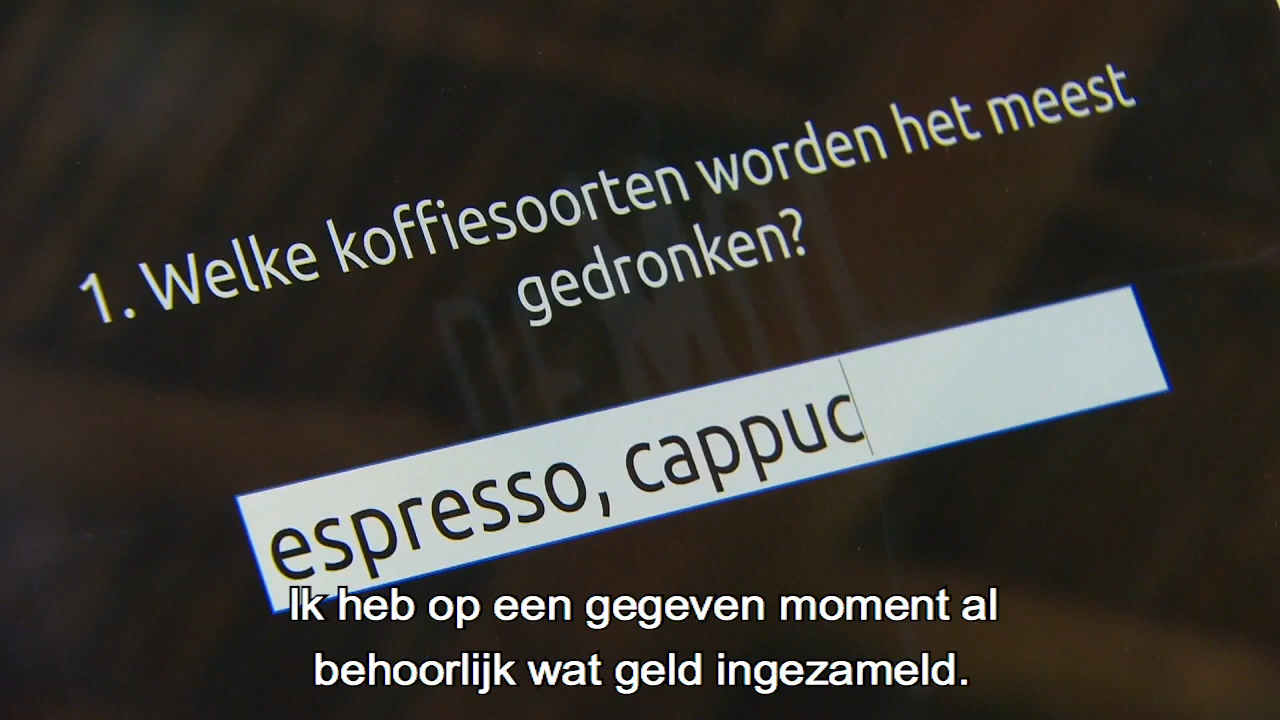 1. Welke koffiesoorten worden het meest
gedronken?
espresso, cappuc
Ik heb op een gegeven moment al
behoorlijk wat geld ingezameld.